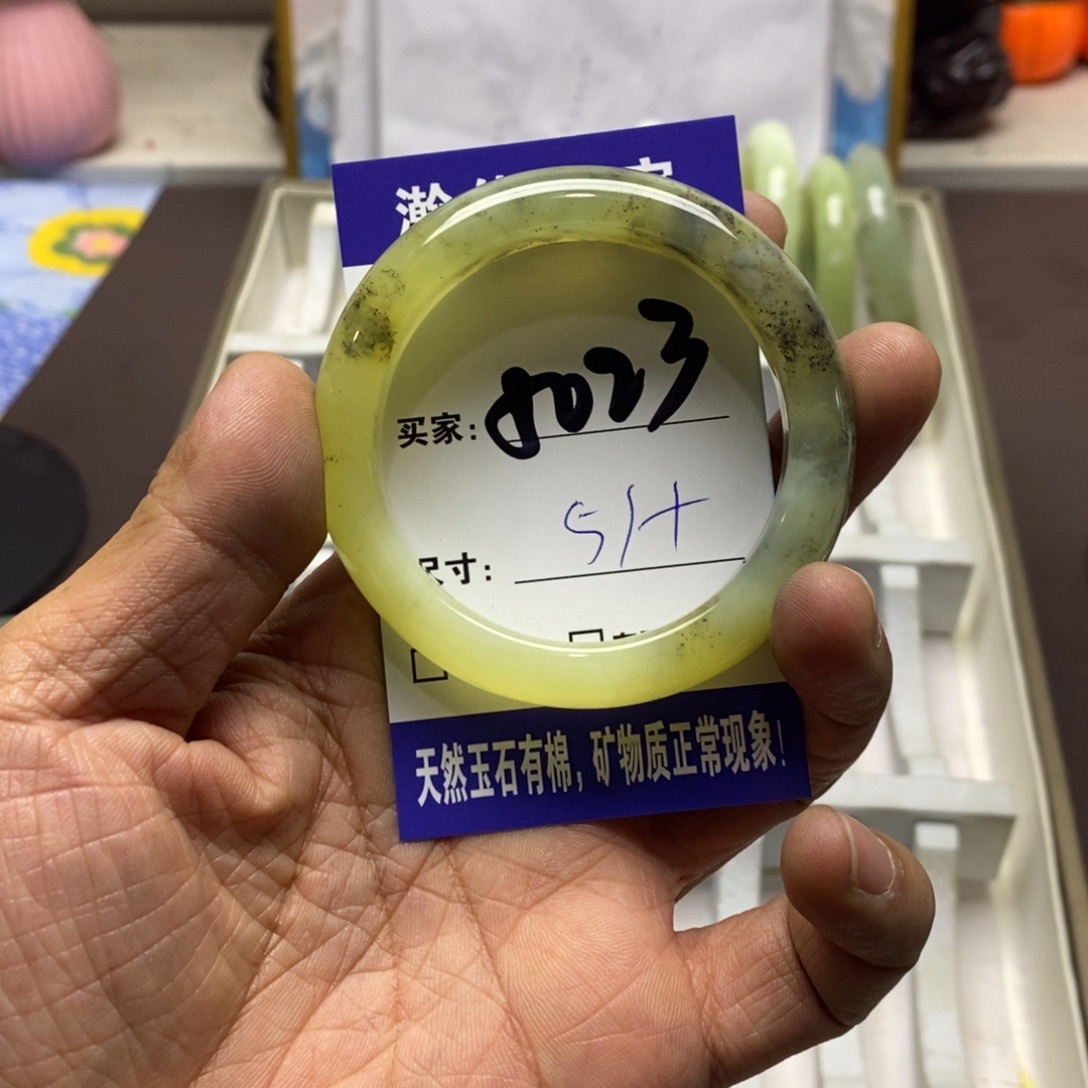 瀚
买家: 8023
尺寸: 51+
天然玉石有棉, 矿物质正常现象!